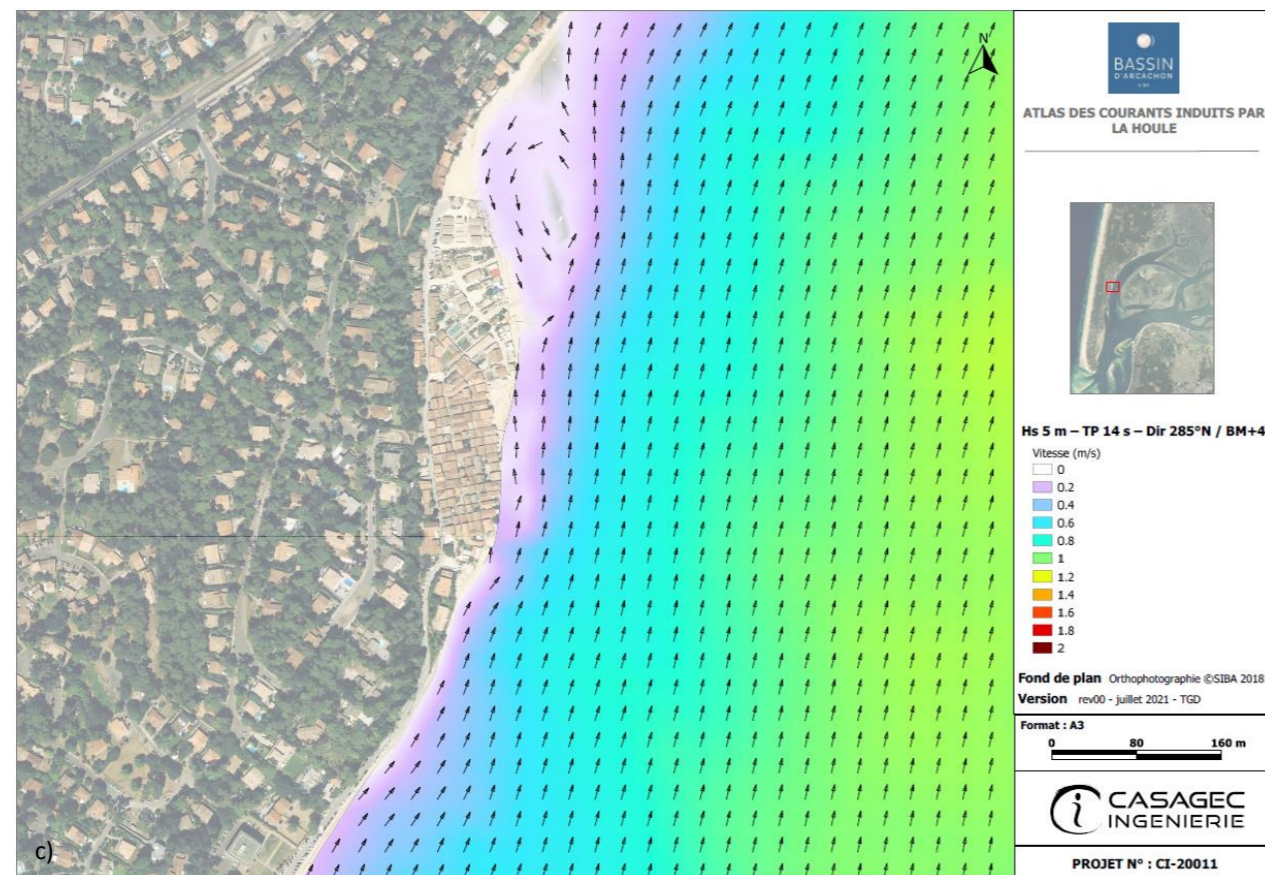 N
BASSIN
D'ARCACHON
ATLAS DES COURANTS INDUITS PAR
LA HOULE
Hs 5 m – TP 14 s – Dir 285°N / BM+4
Vitesse (m/s)
0
0.2
0.4
0.6
0.8
1
1.2
1.4
1.6
1.8
2
Fond de plan Orthophotographie ©SIBA 2018
Version rev00 - juillet 2021 - TGD
Format : A3
0 80 160 m
CASAGEC
INGENIERIE
PROJET N° : CI-20011
c)